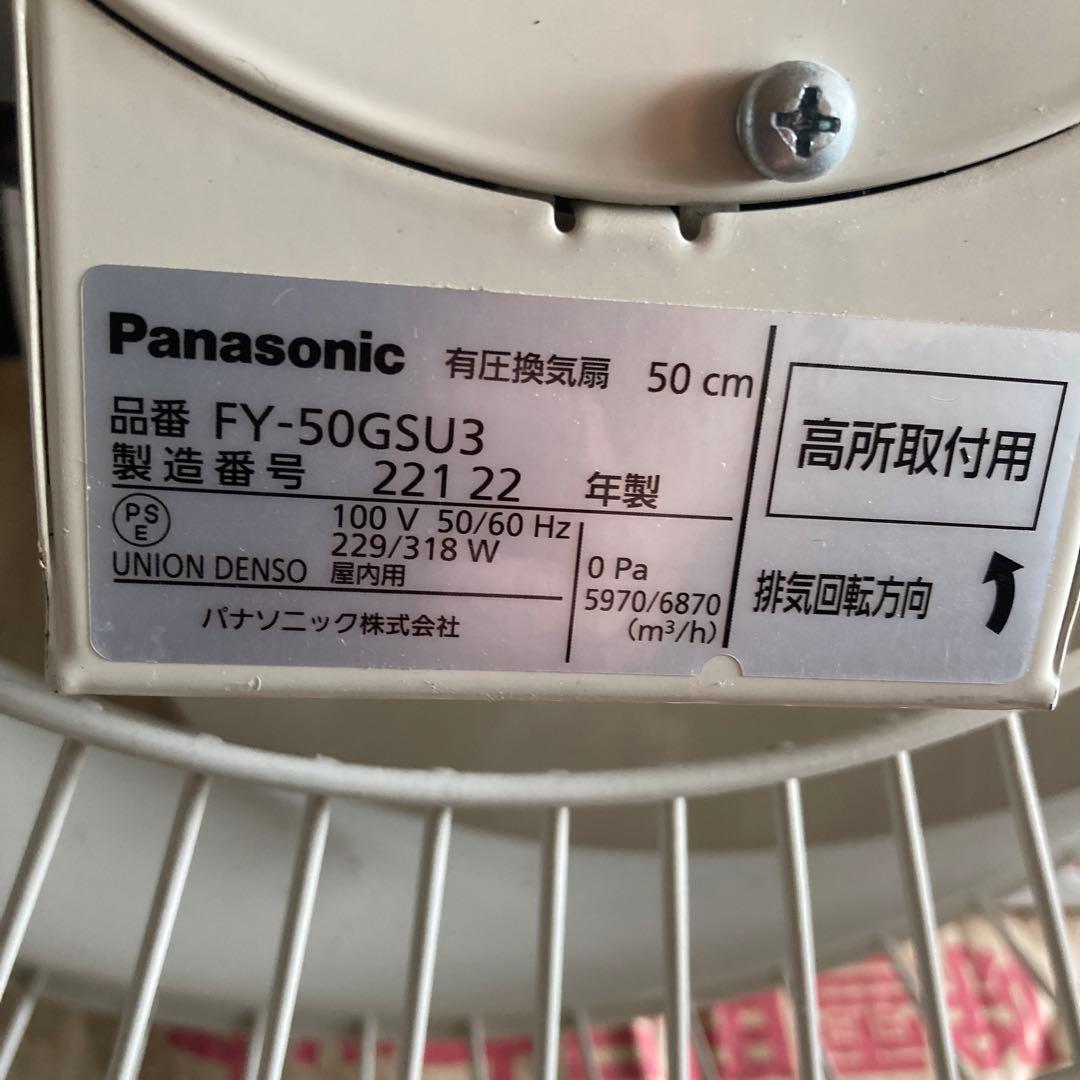 Panasonic 有圧換気扇 50 cm
品番 FY-50GSU3
製造番号 221 22 年製
PSE
100 V 50/60 Hz
229/318 W
UNION DENSO 屋内用
パナソニック株式会社
0 Pa
5970/6870
(m³/h)
高所取付用
排気回転方向